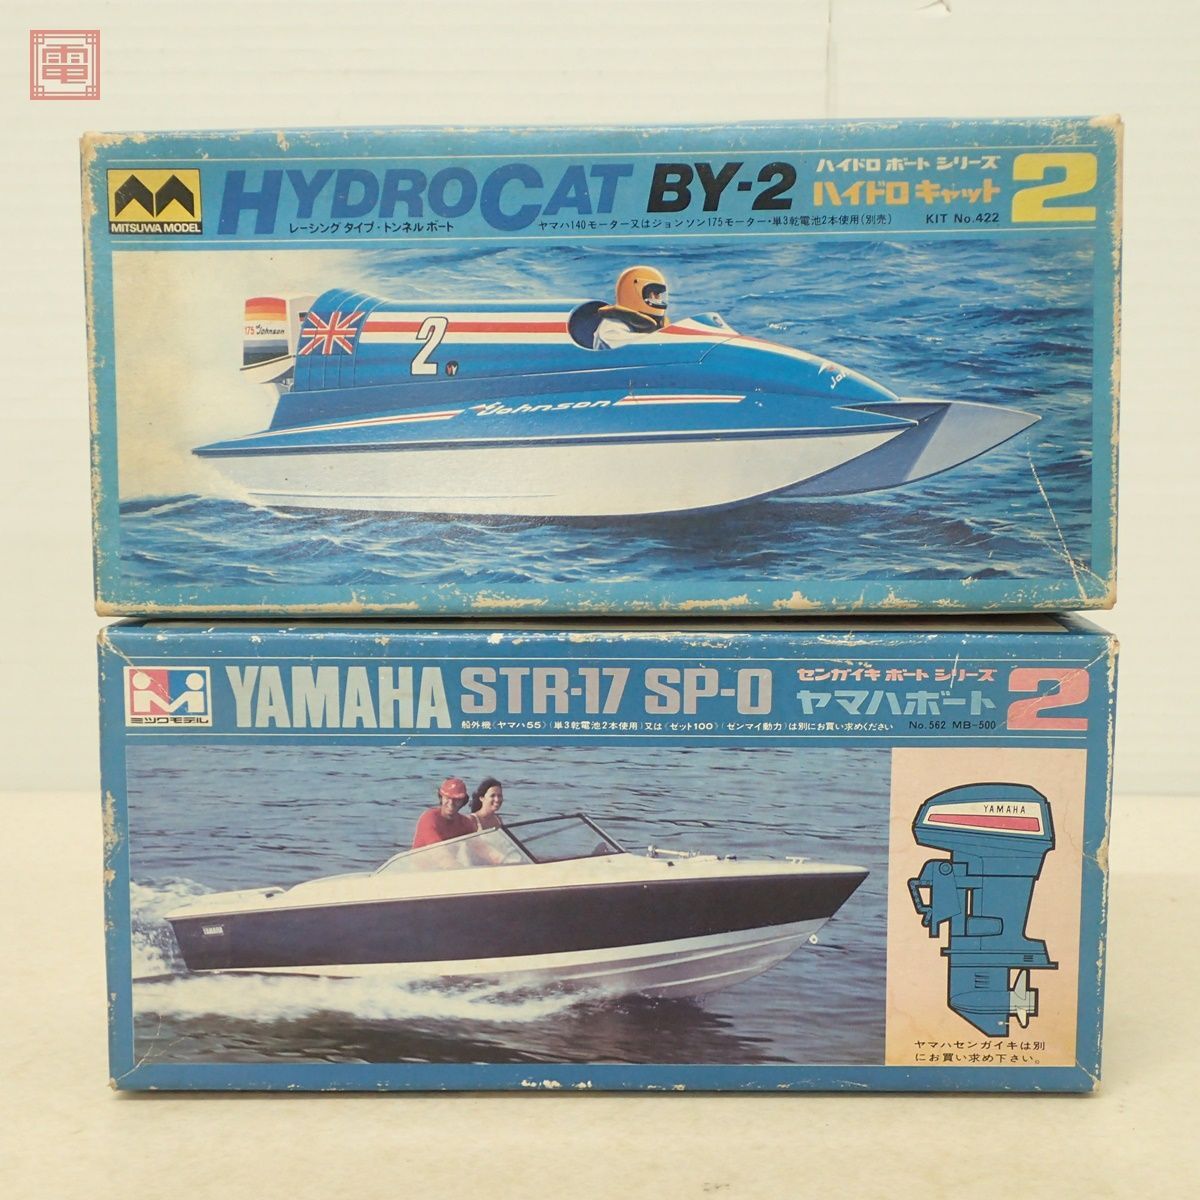 電
MITSUWA MODEL
HYDROCAT BY-2
ハイドロ ボート シリーズ
ハイドロ キャット
2
KIT No.422
レーシング タイプ・トンネル ボート
ヤマハ140モーター又はジョンソン175モーター・単3乾電池2本使用(別売)
175 Johnson
2
Johnson
ミツワモデル
YAMAHA STR-17 SP-0
センガイキ ボート シリーズ
ヤマハボート
2
No.562 MB-500
船外機《ヤマハ55》(単3乾電池2本使用)又は《ゼット100》(ゼンマイ動力)は別にお買い求めください
YAMAHA
YAMAHA
ヤマハセンガイキは別
にお買い求め下さい。